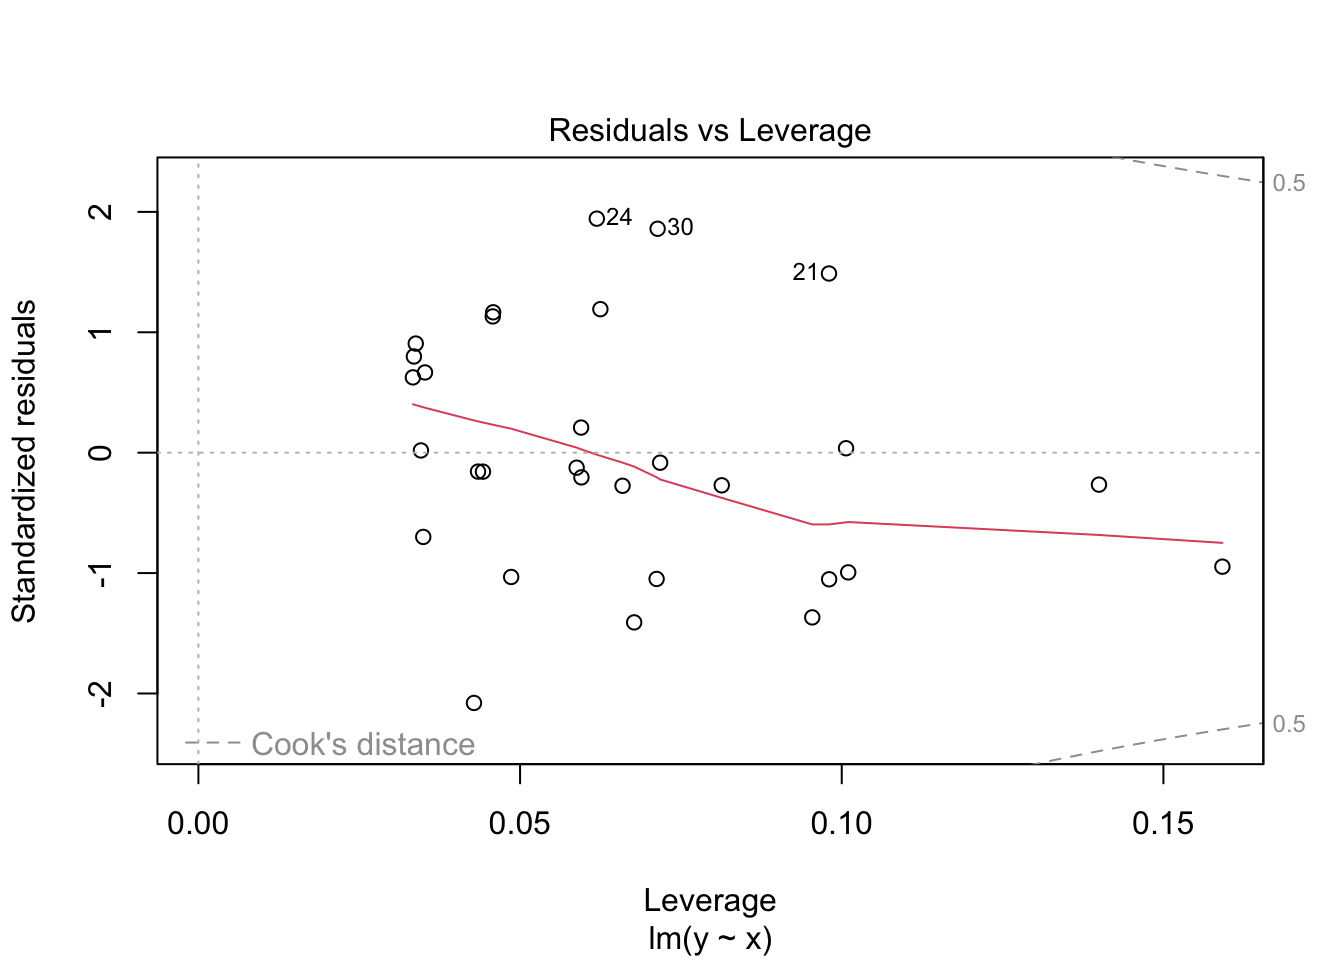 Residuals vs Leverage
Standardized residuals
2
1
0
-1
-2
24
30
21
0.5
0.5
Cook's distance
0.00
0.05
0.10
0.15
Leverage
lm(y ~ x)